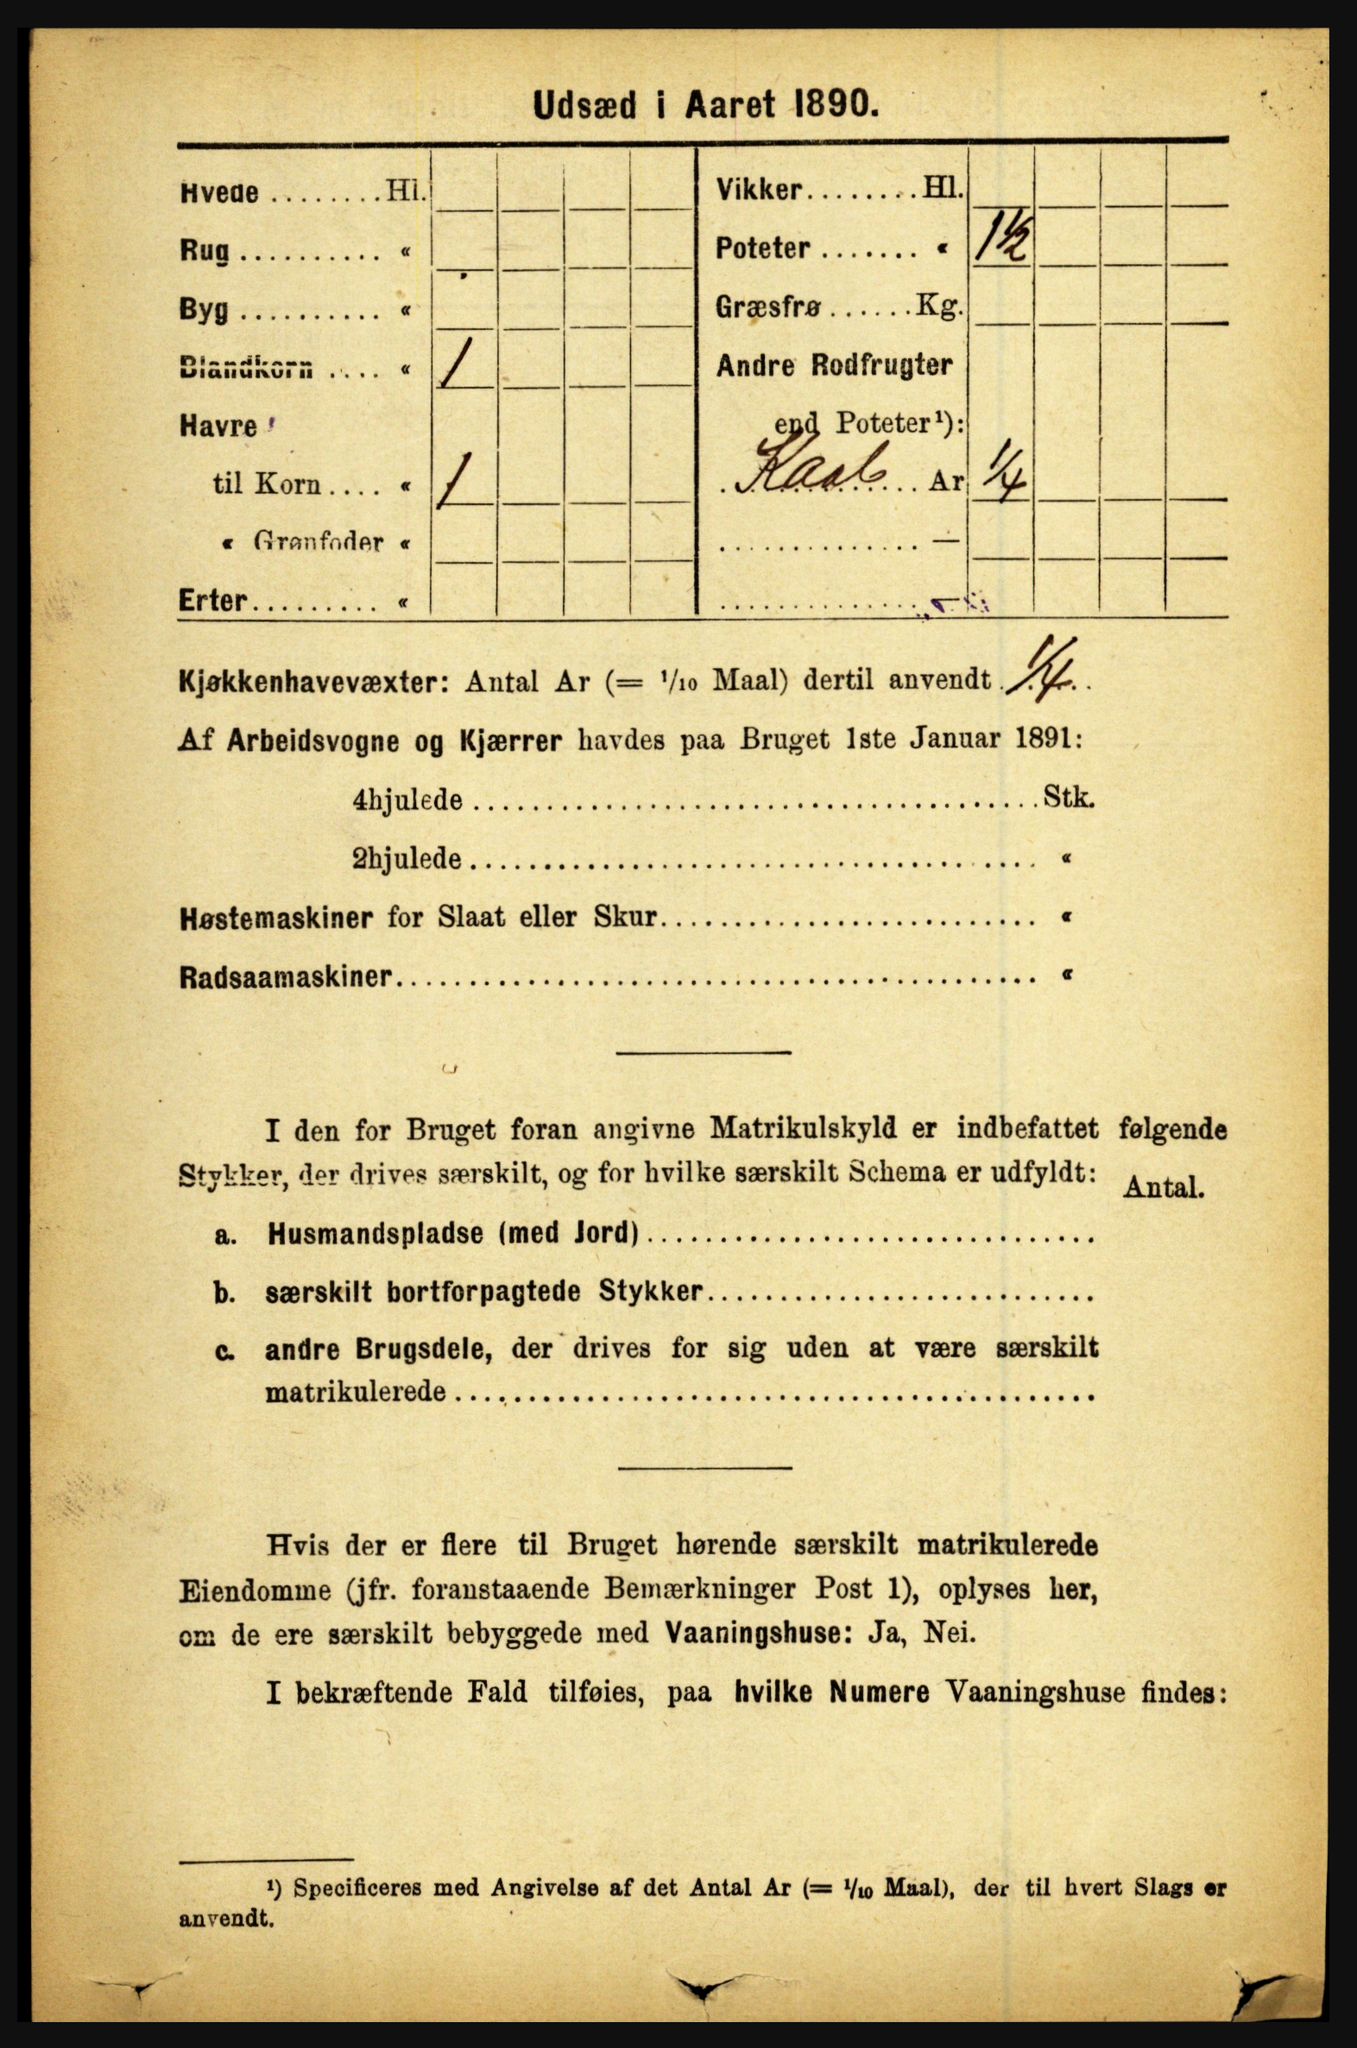 Udsæd i Aaret 1890.
Hvede ........ Hl.
Rug .......... «
Byg .......... «
Blandkorn .... « 1
Havre
til Korn .... « 1
« Grønfoder «
Erter ......... «
Vikker ........ Hl.
Poteter ....... « 1½
Græsfrø ...... Kg.
Andre Rodfrugter
end Poteter¹):
Kaal ... Ar ¼
.............. —
..............
Kjøkkenhavevæxter: Antal Ar (= ¹/₁₀ Maal) dertil anvendt ¼
Af Arbeidsvogne og Kjærrer havdes paa Bruget 1ste Januar 1891:
4hjulede ........................................ Stk.
2hjulede ........................................ «
Høstemaskiner for Slaat eller Skur .......................... «
Radsaamaskiner ............................................ «
I den for Bruget foran angivne Matrikulskyld er indbefattet følgende
Stykker, der drives særskilt, og for hvilke særskilt Schema er udfyldt:
Antal.
a. Husmandspladse (med Jord) ...............................
b. særskilt bortforpagtede Stykker ...........................
c. andre Brugsdele, der drives for sig uden at være særskilt
matrikulerede ............................................
Hvis der er flere til Bruget hørende særskilt matrikulerede
Eiendomme (jfr. foranstaaende Bemærkninger Post 1), oplyses her,
om de ere særskilt bebyggede med Vaaningshuse: Ja, Nei.
I bekræftende Fald tilføies, paa hvilke Numere Vaaningshuse findes:
¹) Specificeres med Angivelse af det Antal Ar (= ¹/₁₀ Maal), der til hvert Slags er
anvendt.